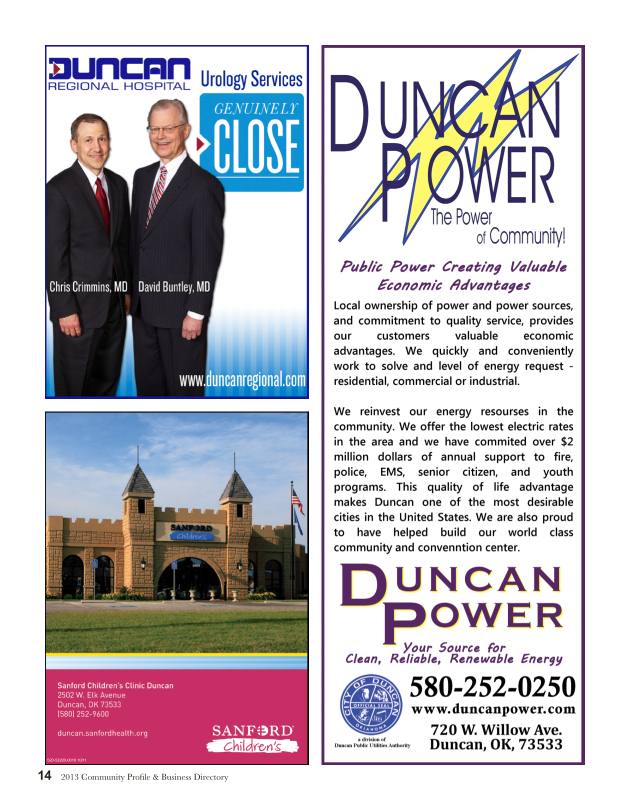 DUNCAN
REGIONAL HOSPITAL
Urology Services
GENUINELY
CLOSE
Chris Crimmins, MD
David Buntley, MD
www.duncanregional.com
SANFORD
Children's
Sanford Children's Clinic Duncan
2502 W. Elk Avenue
Duncan, OK 73533
(580) 252-9600
duncan.sanfordhealth.org
SANFORD
Children's
DUNCAN
POWER
The Power
of Community!
Public Power Creating Valuable
Economic Advantages
Local ownership of power and power sources,
and commitment to quality service, provides
our customers valuable economic
advantages. We quickly and conveniently
work to solve and level of energy request -
residential, commercial or industrial.
We reinvest our energy resourses in the
community. We offer the lowest electric rates
in the area and we have commited over $2
million dollars of annual support to fire,
police, EMS, senior citizen, and youth
programs. This quality of life advantage
makes Duncan one of the most desirable
cities in the United States. We are also proud
to have helped build our world class
community and convenntion center.
DUNCAN
POWER
Your Source for
Clean, Reliable, Renewable Energy
CITY OF DUNCAN
OFFICIAL SEAL
OKLAHOMA
a division of
Duncan Public Utilities Authority
580-252-0250
www.duncanpower.com
720 W. Willow Ave.
Duncan, OK, 73533
14 2013 Community Profile & Business Directory